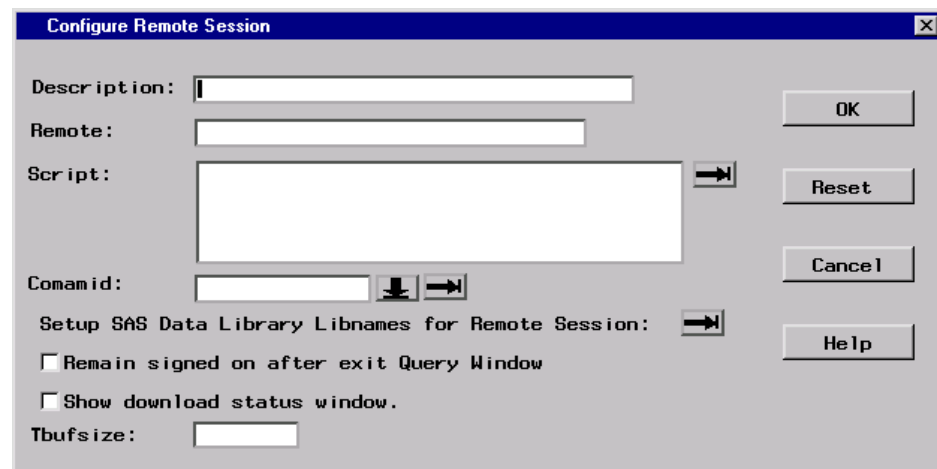 Configure Remote Session
Description:
OK
Remote:
Script:
Reset
Cancel
Comamid:
Setup SAS Data Library Libnames for Remote Session:
Help
Remain signed on after exit Query Window
Show download status window.
Tbufsize: